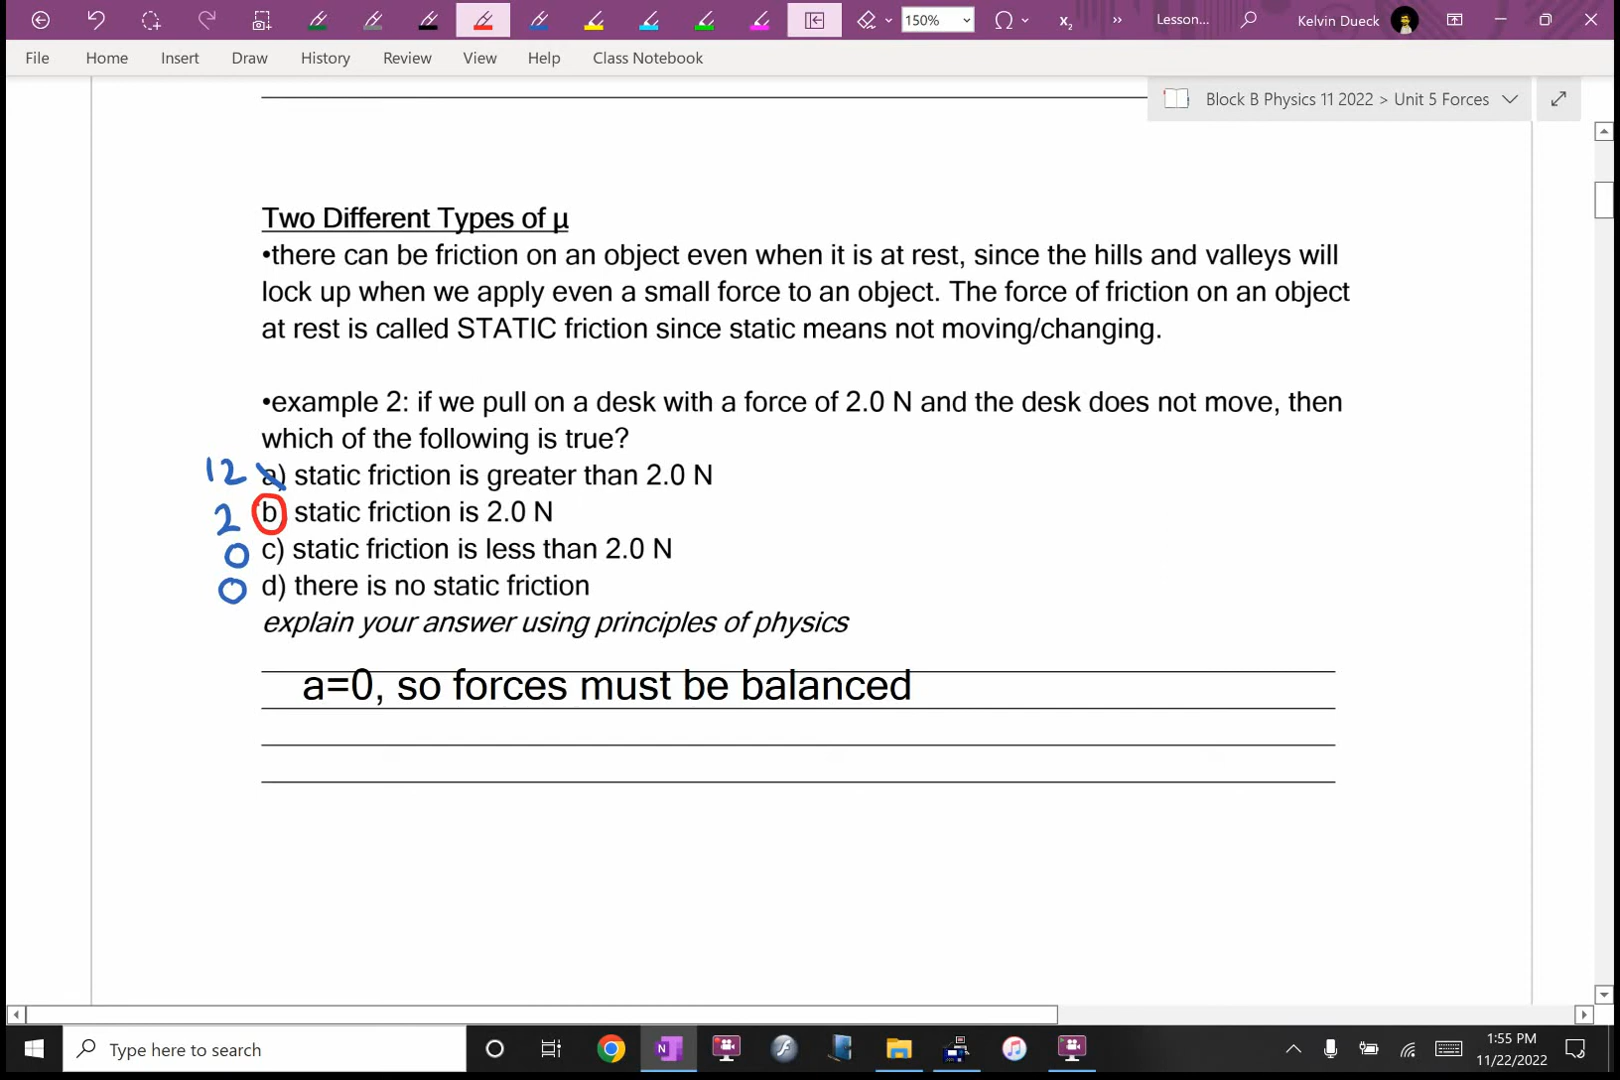 150%
Ω
x₂
Lesson...
Kelvin Dueck
File Home Insert Draw History Review View Help Class Notebook
Block B Physics 11 2022 > Unit 5 Forces
Two Different Types of μ
•there can be friction on an object even when it is at rest, since the hills and valleys will
lock up when we apply even a small force to an object. The force of friction on an object
at rest is called STATIC friction since static means not moving/changing.
•example 2: if we pull on a desk with a force of 2.0 N and the desk does not move, then
which of the following is true?
12 a) static friction is greater than 2.0 N
2 b) static friction is 2.0 N
0 c) static friction is less than 2.0 N
0 d) there is no static friction
explain your answer using principles of physics
a=0, so forces must be balanced
Type here to search
N
1:55 PM
11/22/2022